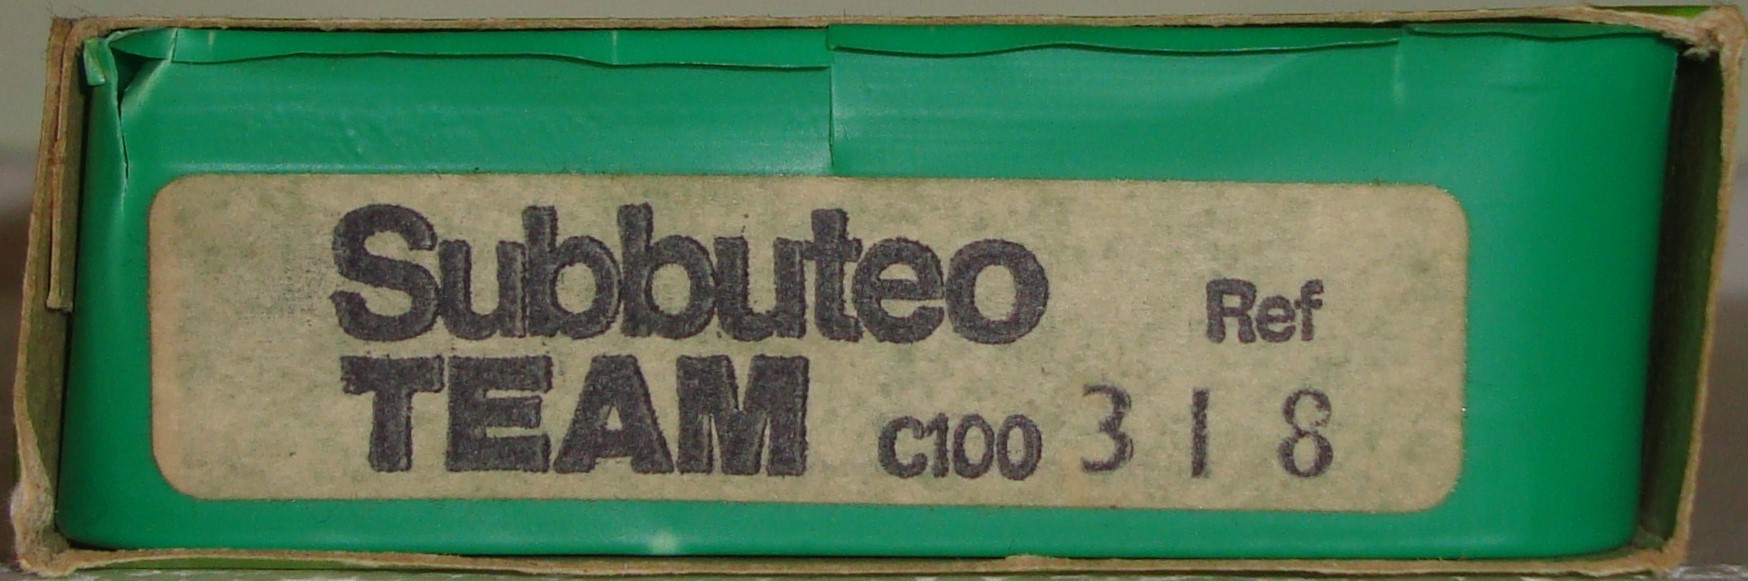 Subbuteo
Ref
TEAM C100 318